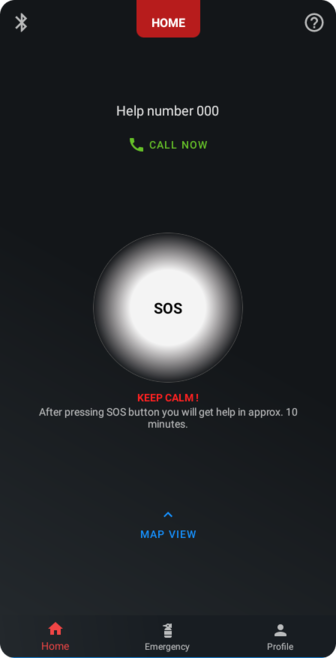 HOME
Help number 000
CALL NOW
SOS
KEEP CALM !
After pressing SOS button you will get help in approx. 10
minutes.
MAP VIEW
Home
Emergency
Profile